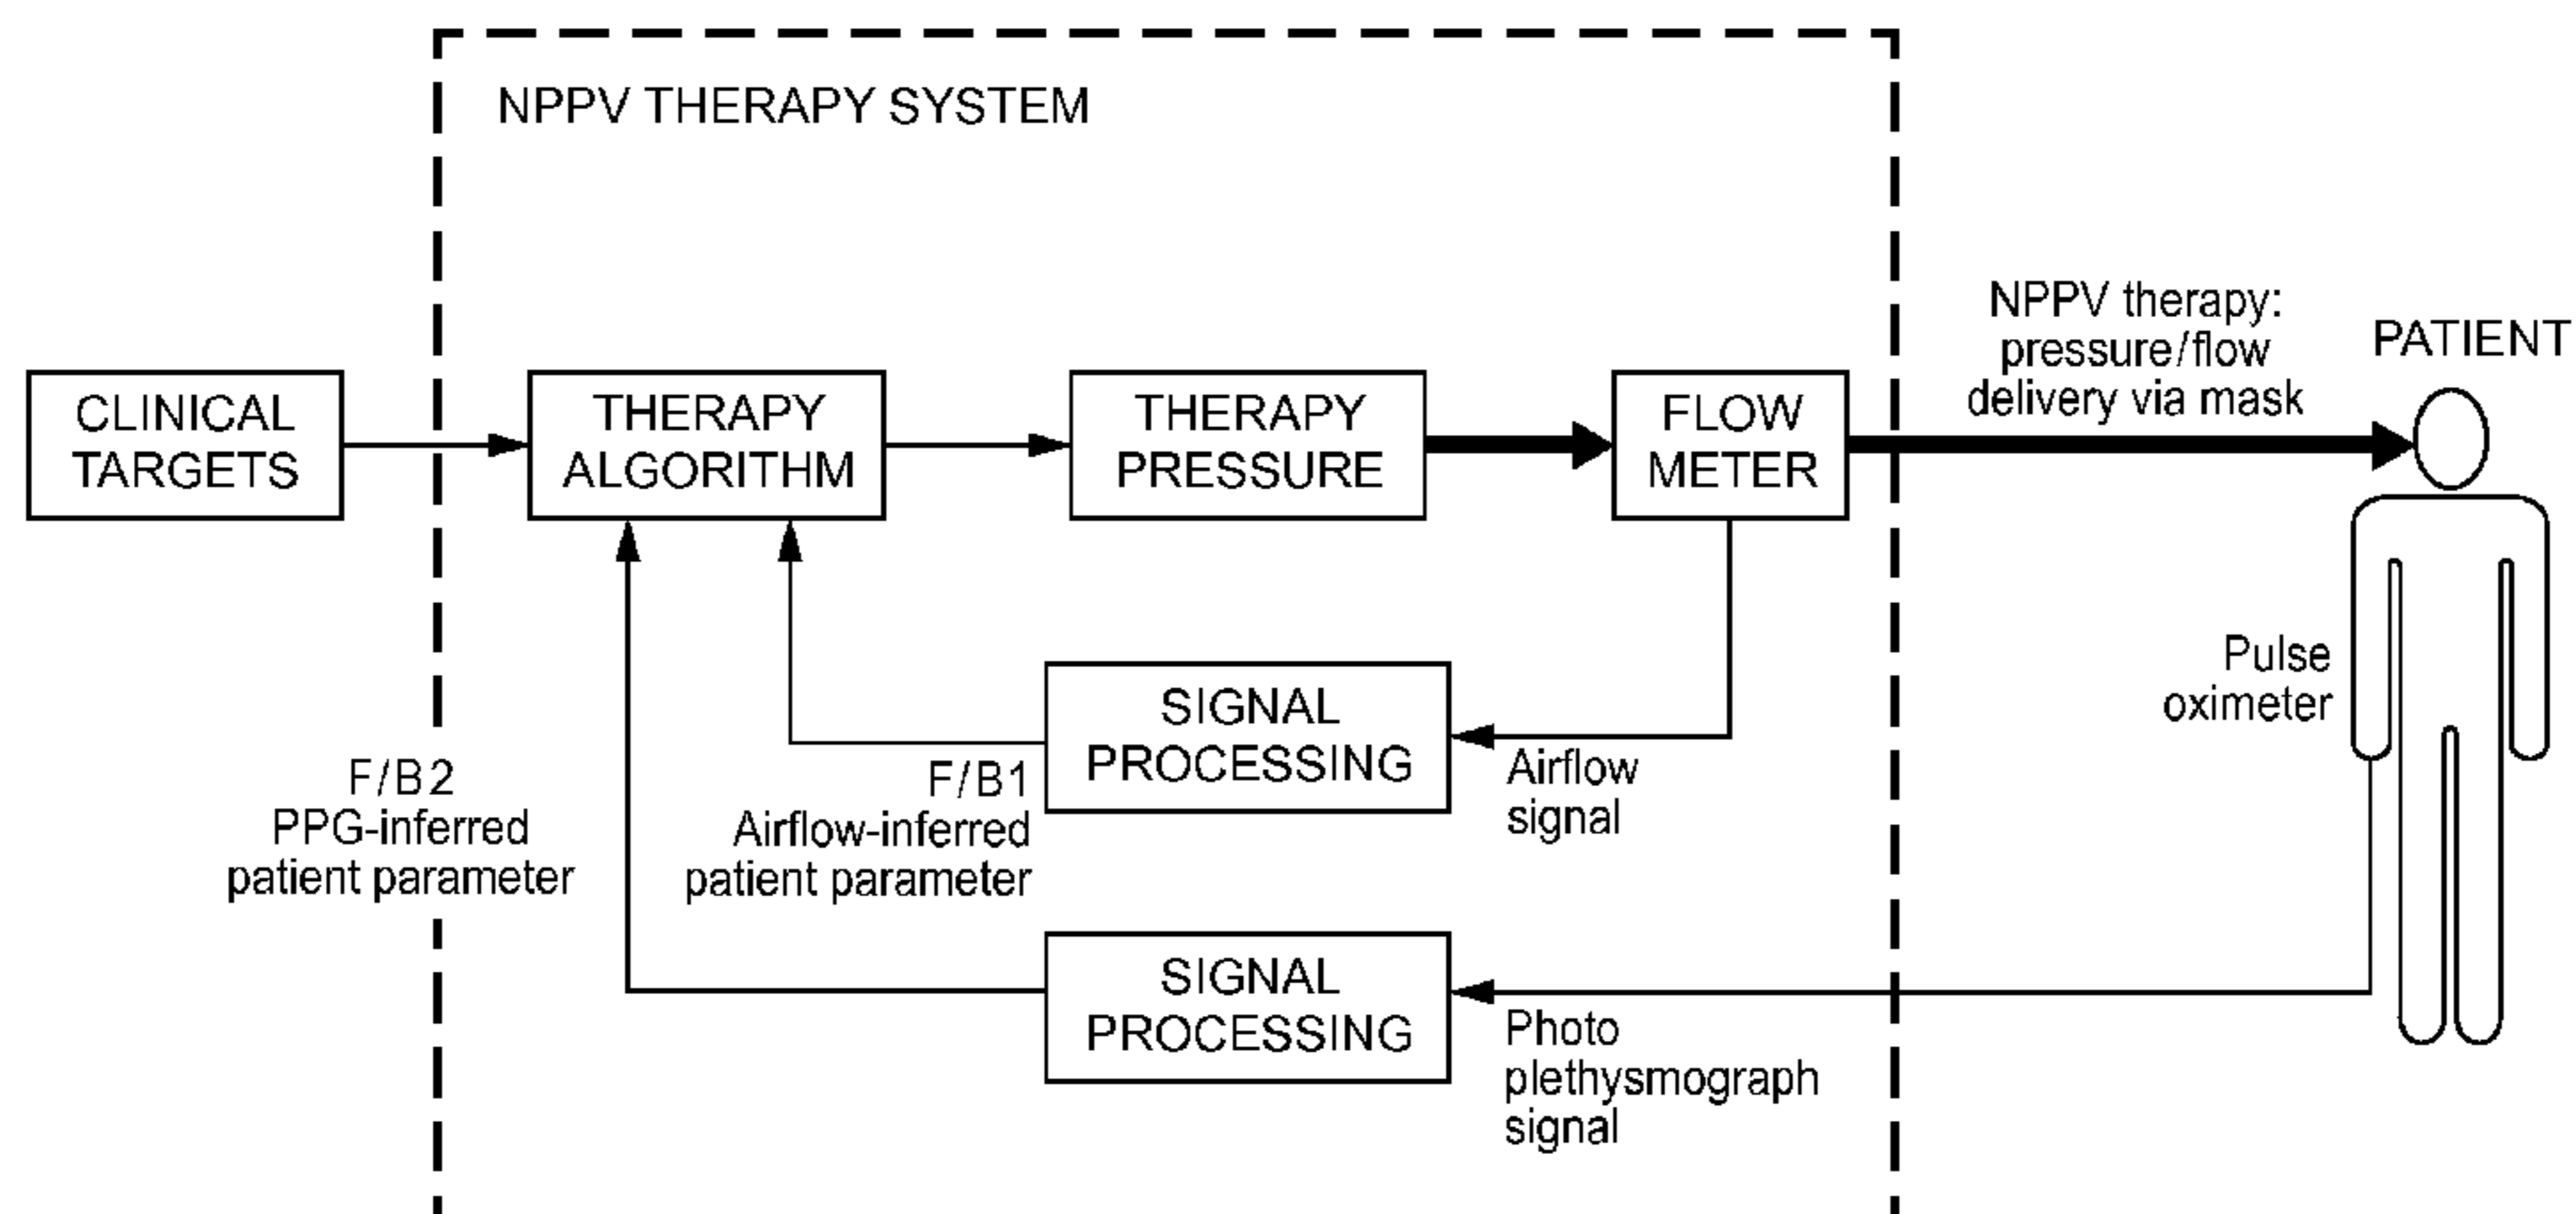 NPPV THERAPY SYSTEM
NPPV therapy:
pressure/flow
delivery via mask
PATIENT
CLINICAL
TARGETS
THERAPY
ALGORITHM
THERAPY
PRESSURE
FLOW
METER
Pulse
oximeter
SIGNAL
PROCESSING
Airflow
signal
F/B1
Airflow-inferred
patient parameter
F/B2
PPG-inferred
patient parameter
SIGNAL
PROCESSING
Photo
plethysmograph
signal